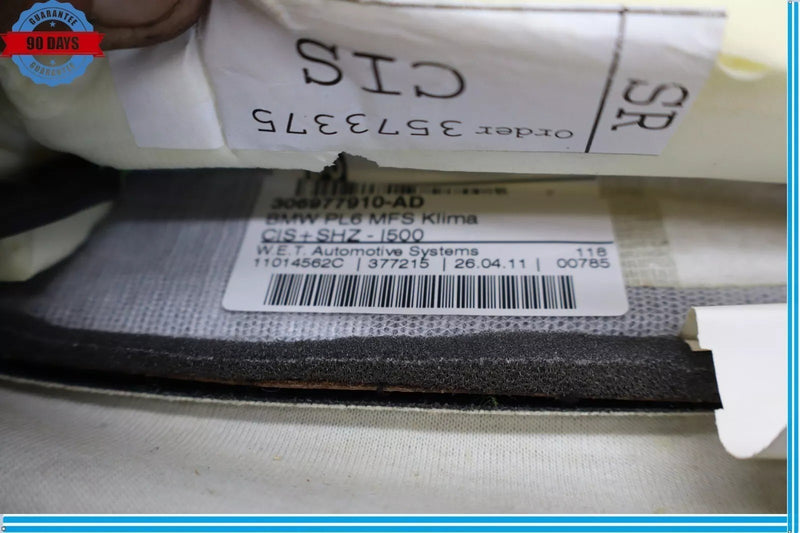 GUARANTEE
90 DAYS
GUARANTEE
SR
CIS
order 3573375
306977910-AD
BMW PL6 MFS Klima
CIS+SHZ - I500
W.E.T. Automotive Systems 118
11014562C | 377215 | 26.04.11 | 00785